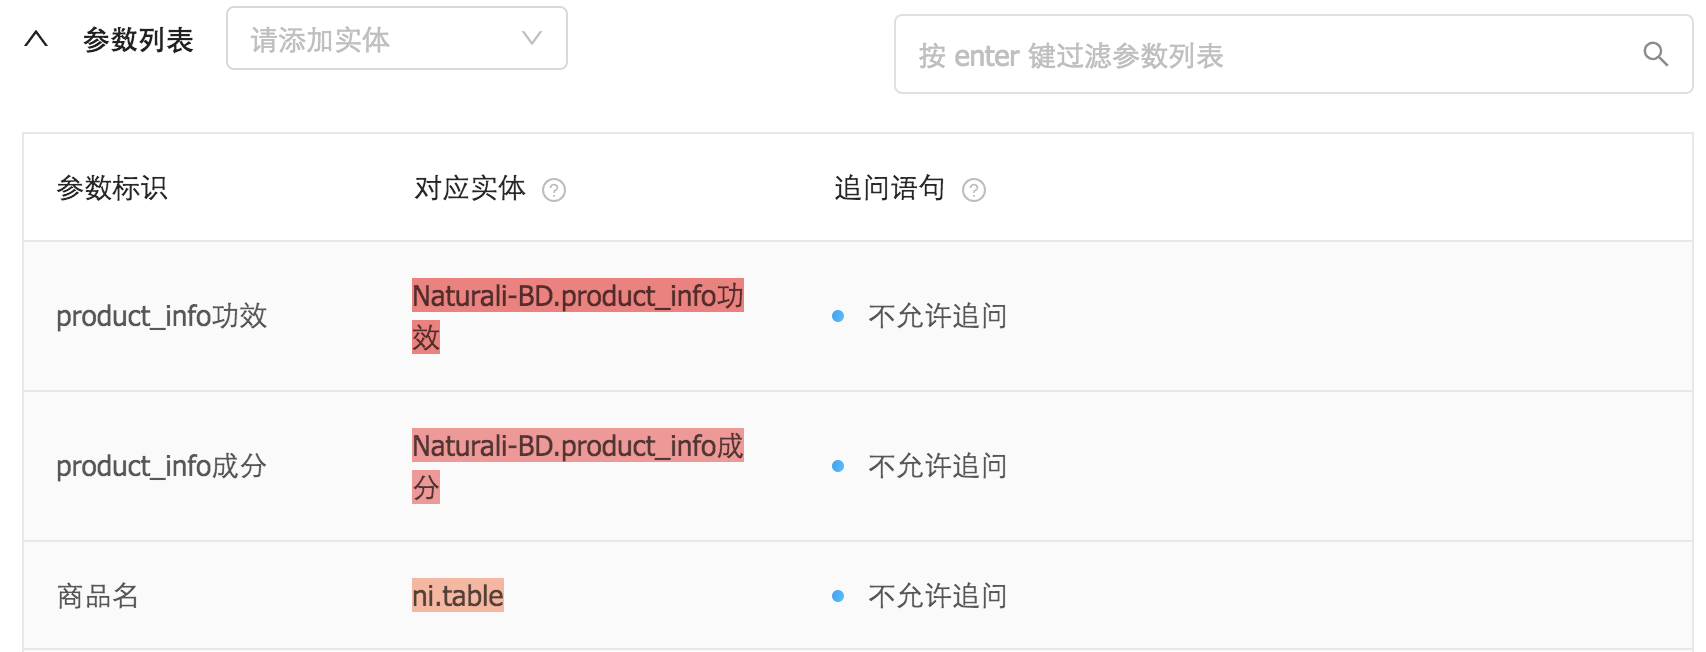 参数列表 请添加实体 按 enter 键过滤参数列表
参数标识 对应实体 ? 追问语句 ?
product_info功效 Naturali-BD.product_info功 不允许追问
效
product_info成分 Naturali-BD.product_info成 不允许追问
分
商品名 ni.table 不允许追问